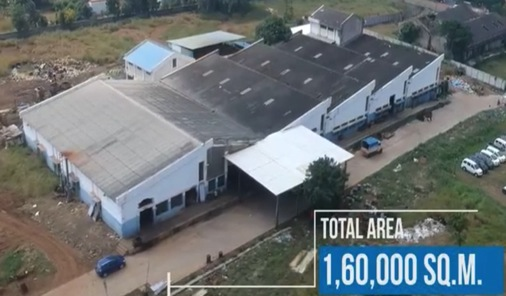 TOTAL AREA
1,60,000 SQ.M.